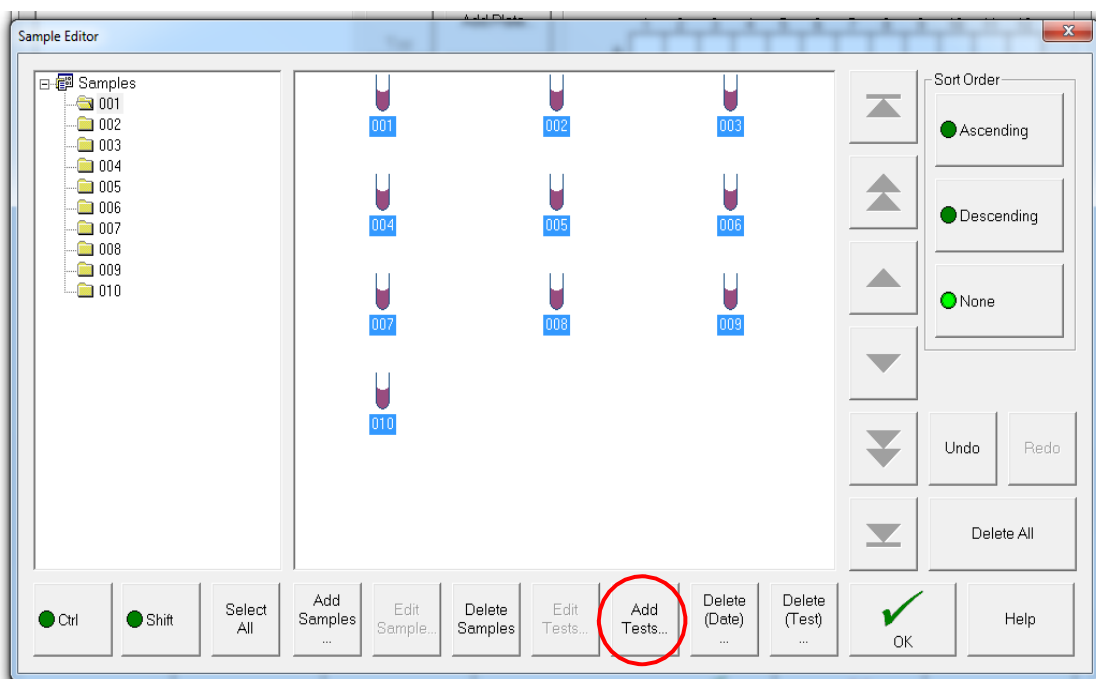 Add Plate
Sample Editor
x
Samples
001
002
003
004
005
006
007
008
009
010
001 002 003
004 005 006
007 008 009
010
Sort Order
Ascending
Descending
None
Undo Redo
Delete All
Ctrl
Shift
Select
All
Add
Samples
...
Edit
Sample...
Delete
Samples
Edit
Tests...
Add
Tests...
Delete
(Date)
...
Delete
(Test)
...
OK
Help